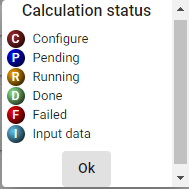 Calculation status
C Configure
P Pending
R Running
D Done
F Failed
I Input data
Ok